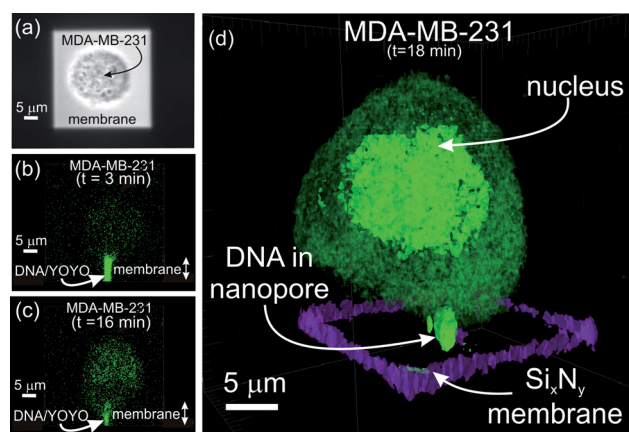 (a)
MDA-MB-231
5 μm
membrane
(b)
MDA-MB-231
(t = 3 min)
5 μm
DNA/YOYO
membrane
(c)
MDA-MB-231
(t =16 min)
5 μm
DNA/YOYO
membrane
(d)
MDA-MB-231
(t=18 min)
nucleus
DNA in
nanopore
5 μm
SixNy
membrane